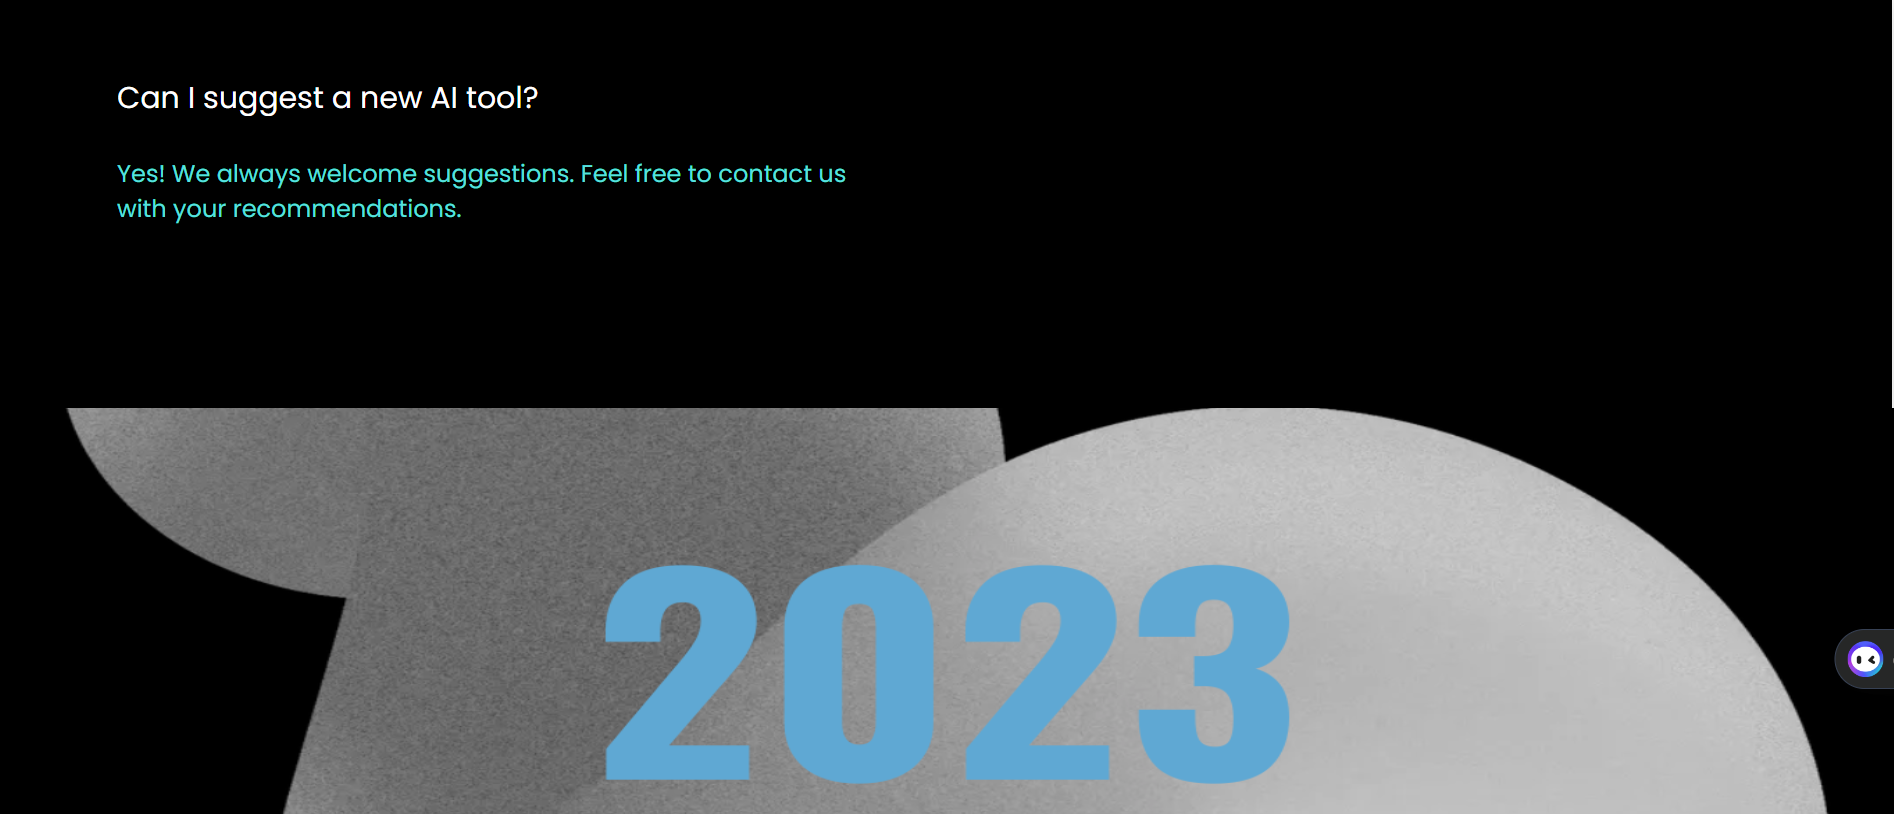 Can I suggest a new AI tool?
Yes! We always welcome suggestions. Feel free to contact us
with your recommendations.
2023